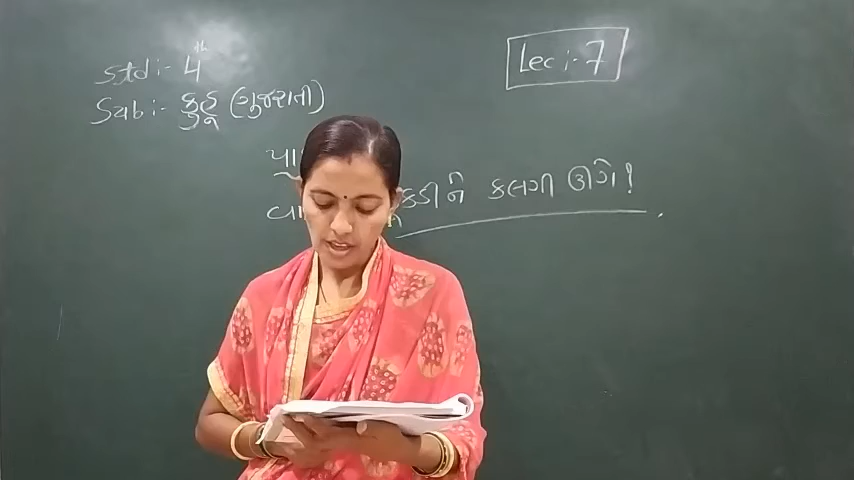 Std :- 4th
Sub :- કુહૂ (ગુજરાતી)
Lec :- 7
પા
વા કડીને કલગી ઊગે!